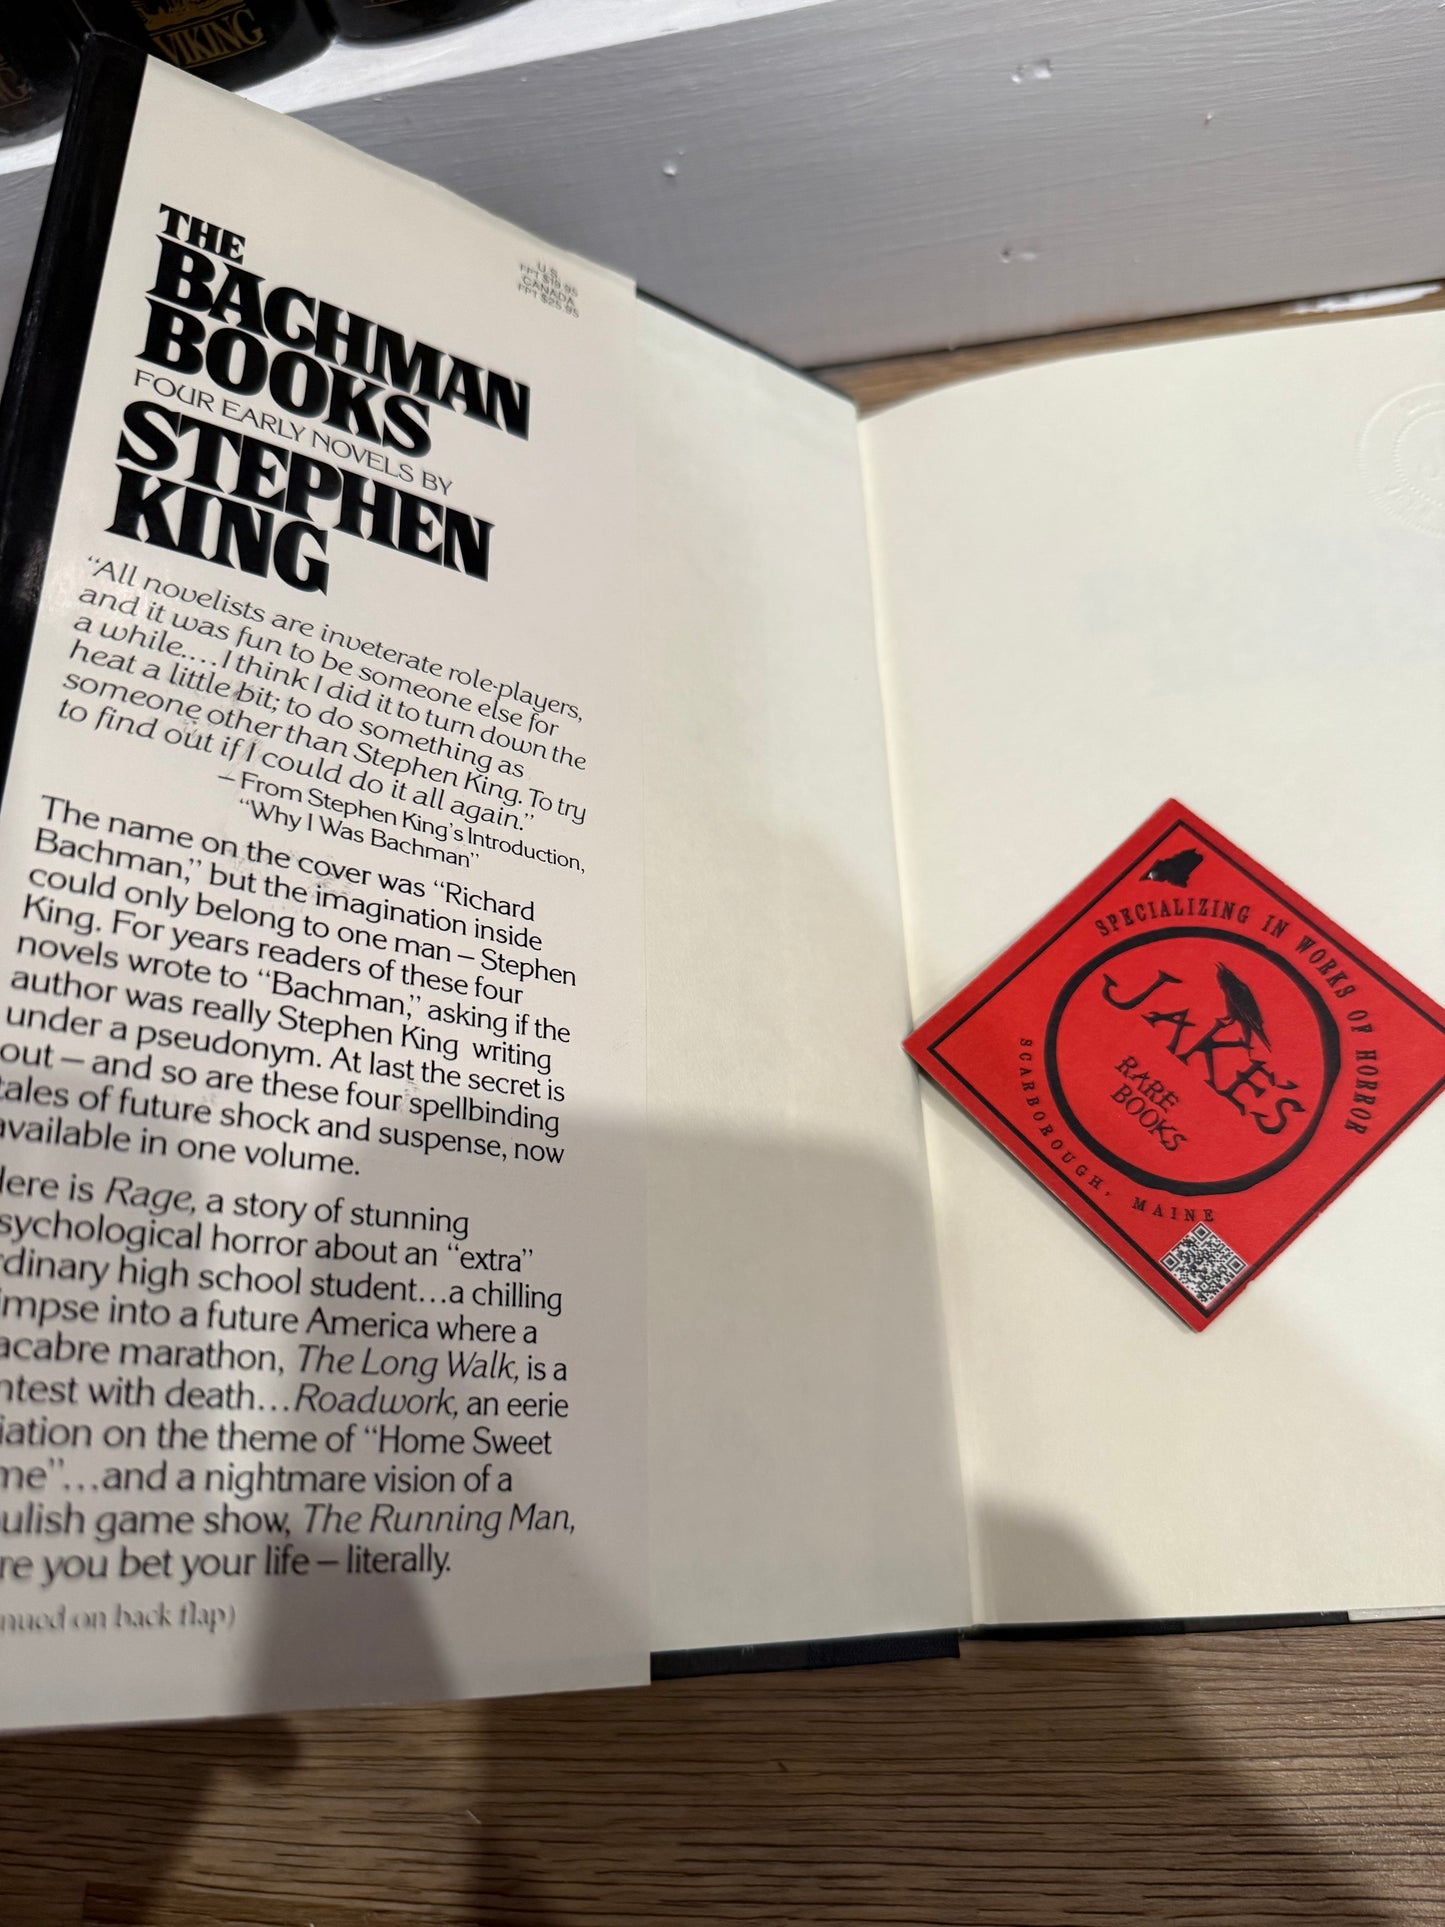 VIKING
THE
BACHMAN
BOOKS
FOUR EARLY NOVELS BY
STEPHEN
KING
U.S.
FPT $19.95
CANADA
FPT $25.95
“All novelists are inveterate role-players,
and it was fun to be someone else for
a while....I think I did it to turn down the
heat a little bit; to do something as
someone other than Stephen King. To try
to find out if I could do it all again.”
– From Stephen King's Introduction,
“Why I Was Bachman”
The name on the cover was “Richard
Bachman,” but the imagination inside
could only belong to one man – Stephen
King. For years readers of these four
novels wrote to “Bachman,” asking if the
author was really Stephen King writing
under a pseudonym. At last the secret is
out – and so are these four spellbinding
tales of future shock and suspense, now
available in one volume.
Here is Rage, a story of stunning
sychological horror about an “extra”
rdinary high school student...a chilling
impse into a future America where a
acabre marathon, The Long Walk, is a
ntest with death...Roadwork, an eerie
iation on the theme of “Home Sweet
me”...and a nightmare vision of a
ulish game show, The Running Man,
re you bet your life – literally.
nued on back flap)
SPECIALIZING IN WORKS OF HORROR
JAKE'S
RARE
BOOKS
SCARBOROUGH, MAINE